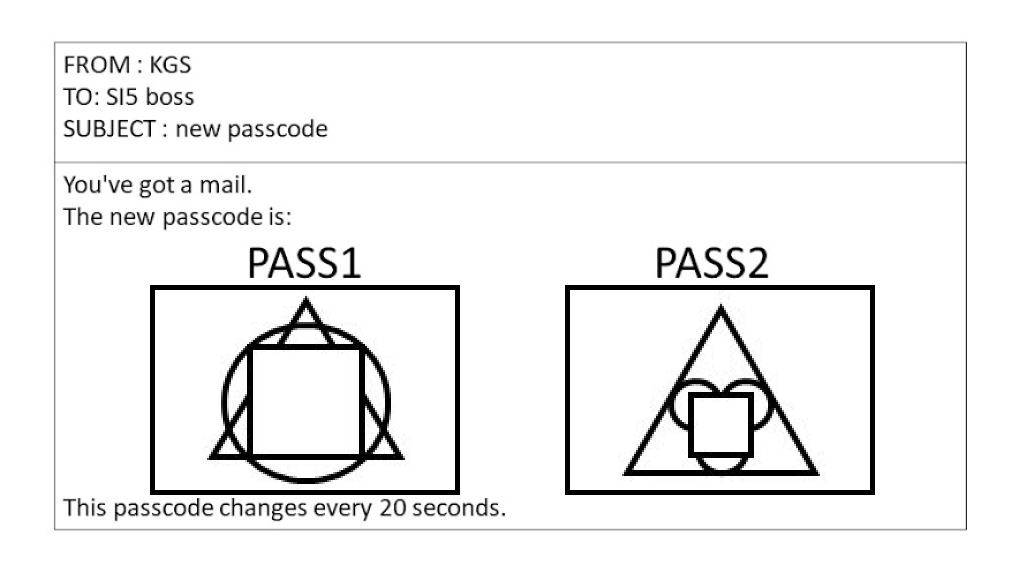 FROM : KGS
TO: SI5 boss
SUBJECT : new passcode
You've got a mail.
The new passcode is:
PASS1
PASS2
This passcode changes every 20 seconds.